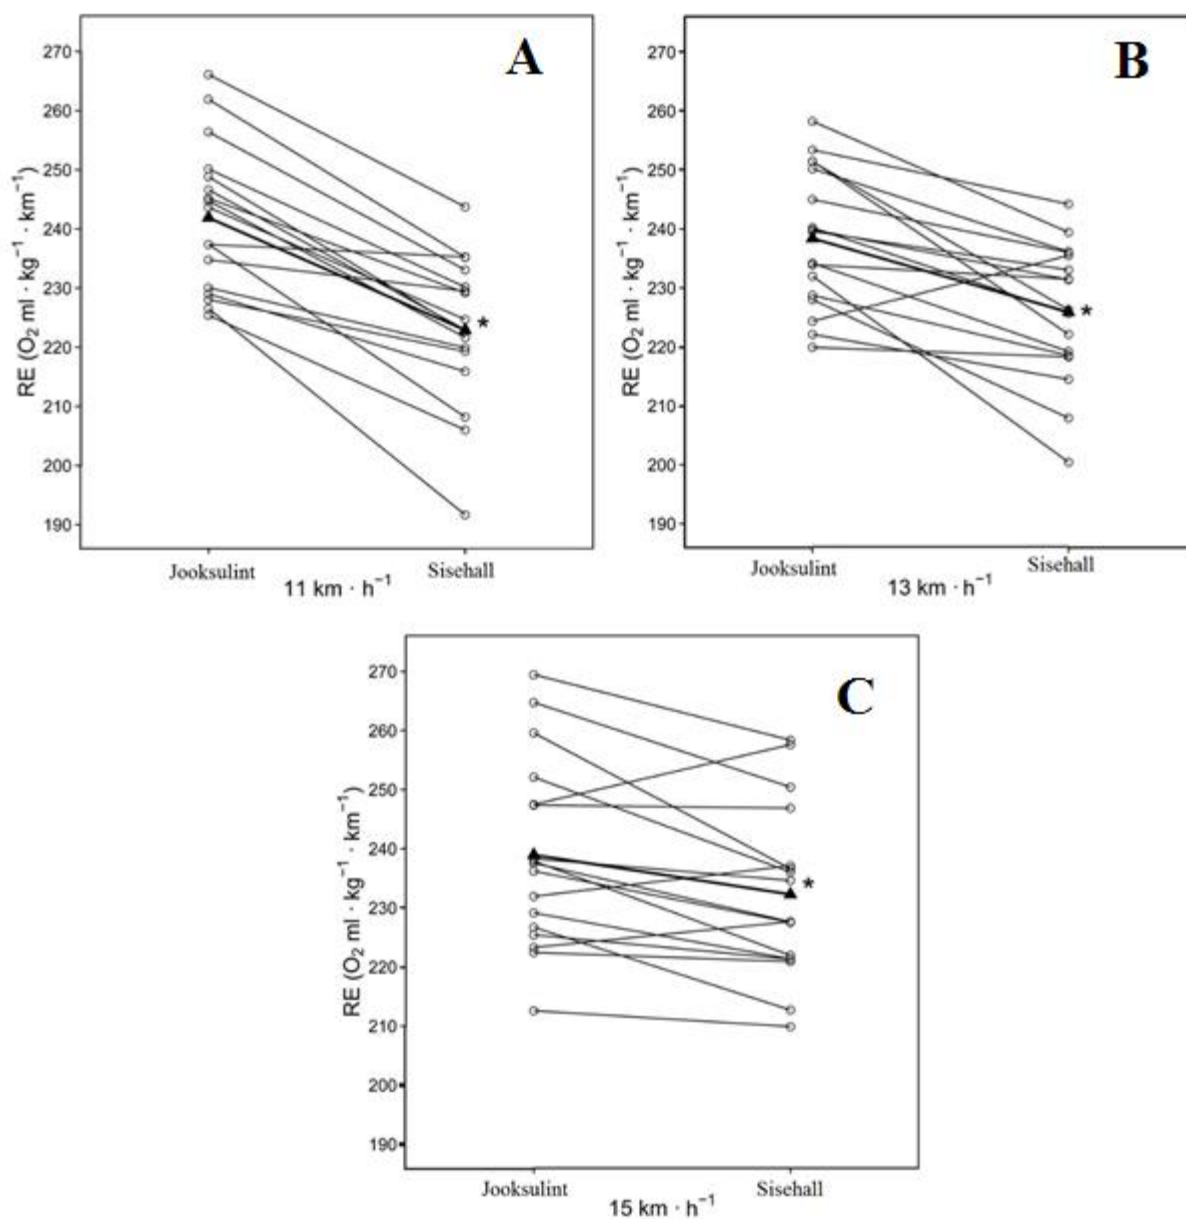 A
270
260
250
240
230
220
210
200
190
RE (O₂ ml · kg⁻¹ · km⁻¹)
*
Jooksulint
Sisehall
11 km · h⁻¹
B
270
260
250
240
230
220
210
200
190
RE (O₂ ml · kg⁻¹ · km⁻¹)
*
Jooksulint
Sisehall
13 km · h⁻¹
C
270
260
250
240
230
220
210
200
190
RE (O₂ ml · kg⁻¹ · km⁻¹)
*
Jooksulint
Sisehall
15 km · h⁻¹